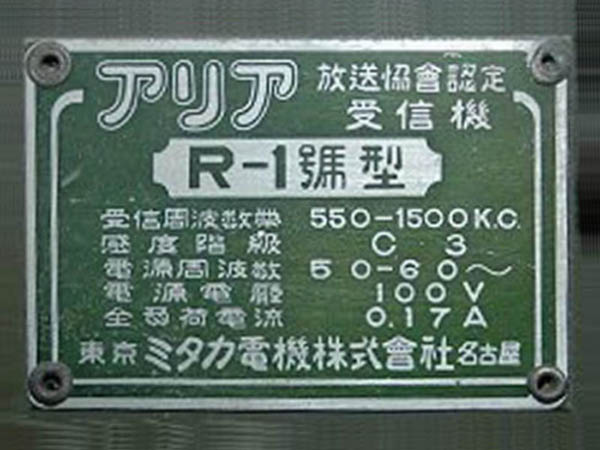 アリア 放送協會認定
受信機
R-1號型
受信周波数帶 550-1500K.C.
感度階級 C 3
電源周波数 50-60〜
電源電壓 100V
全負荷電流 0.17A
東京 ミタカ電機株式會社 名古屋